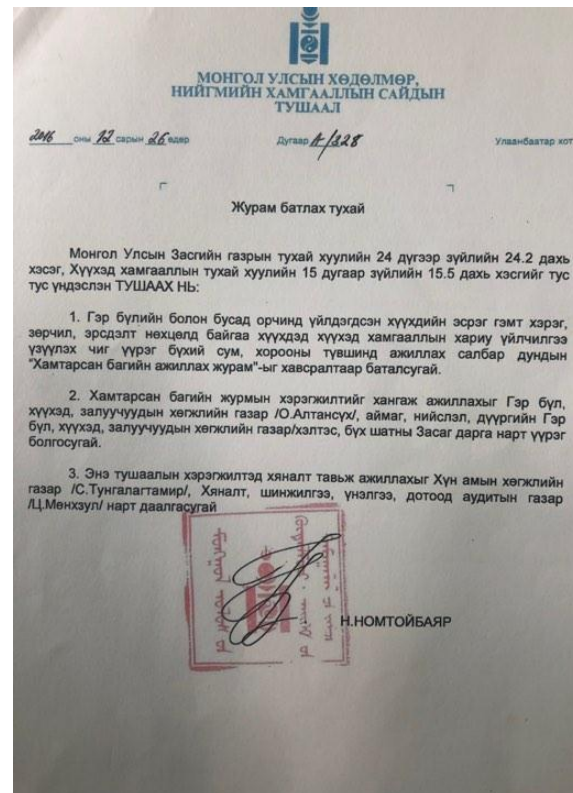 МОНГОЛ УЛСЫН ХӨДӨЛМӨР,
НИЙГМИЙН ХАМГААЛЛЫН САЙДЫН
ТУШААЛ
2016 оны 12 сарын 26 өдөр Дугаар А/328 Улаанбаатар хот
Журам батлах тухай
Монгол Улсын Засгийн газрын тухай хуулийн 24 дүгээр зүйлийн 24.2 дахь
хэсэг, Хүүхэд хамгааллын тухай хуулийн 15 дугаар зүйлийн 15.5 дахь хэсгийг тус
тус үндэслэн ТУШААХ НЬ:
1. Гэр бүлийн болон бусад орчинд үйлдэгдсэн хүүхдийн эсрэг гэмт хэрэг,
зөрчил, эрсдэлт нөхцөлд байгаа хүүхдэд хүүхэд хамгааллын хариу үйлчилгээ
үзүүлэх чиг үүрэг бүхий сум, хорооны түвшинд ажиллах салбар дундын
"Хамтарсан багийн ажиллах журам"-ыг хавсралтаар баталсугай.
2. Хамтарсан багийн журмын хэрэгжилтийг хангаж ажиллахыг Гэр бүл,
хүүхэд, залуучуудын хөгжлийн газар /О.Алтансүх/, аймаг, нийслэл, дүүргийн Гэр
бүл, хүүхэд, залуучуудын хөгжлийн газар/хэлтэс, бүх шатны Засаг дарга нарт үүрэг
болгосугай.
3. Энэ тушаалын хэрэгжилтэд хяналт тавьж ажиллахыг Хүн амын хөгжлийн
газар /С.Тунгалагтамир/, Хяналт, шинжилгээ, үнэлгээ, дотоод аудитын газар
/Ц.Мөнхзул/ нарт даалгасугай
Н.НОМТОЙБАЯР